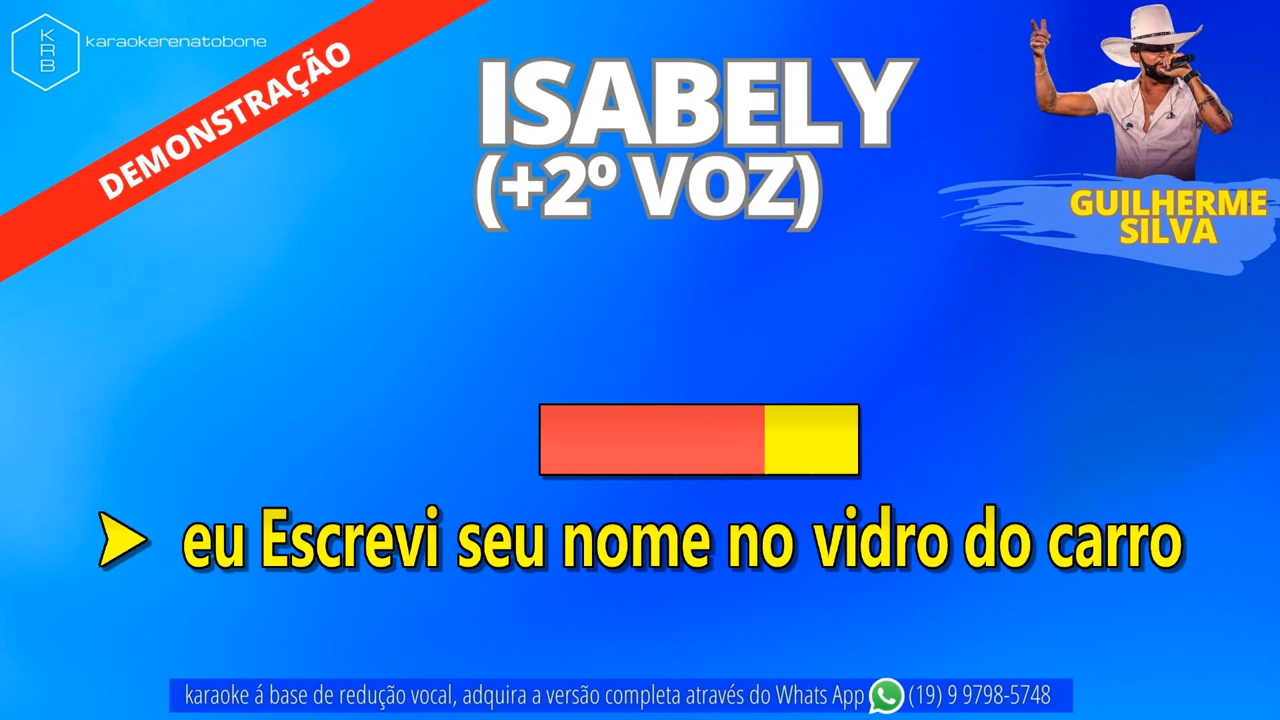 KRB
karaokerenatobone
DEMONSTRAÇÃO
ISABELY
(+2º VOZ)
GUILHERME
SILVA
eu Escrevi seu nome no vidro do carro
karaoke á base de redução vocal, adquira a versão completa através do Whats App (19) 9 9798-5748